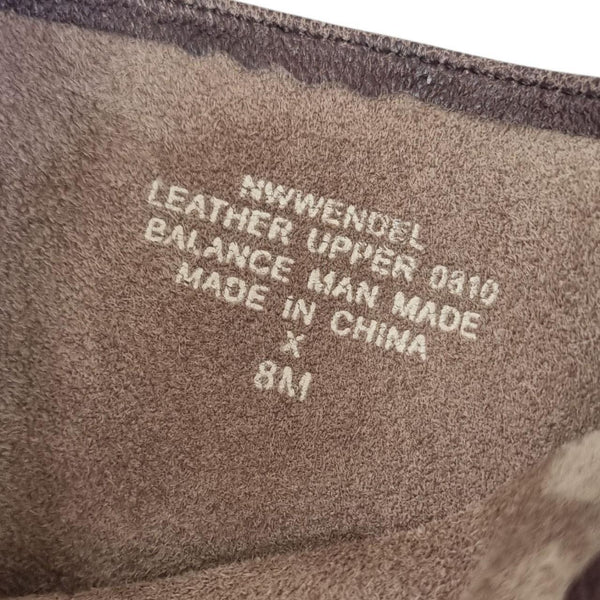 NWWENDEL
LEATHER UPPER 0810
BALANCE MAN MADE
MADE IN CHINA
X
8M